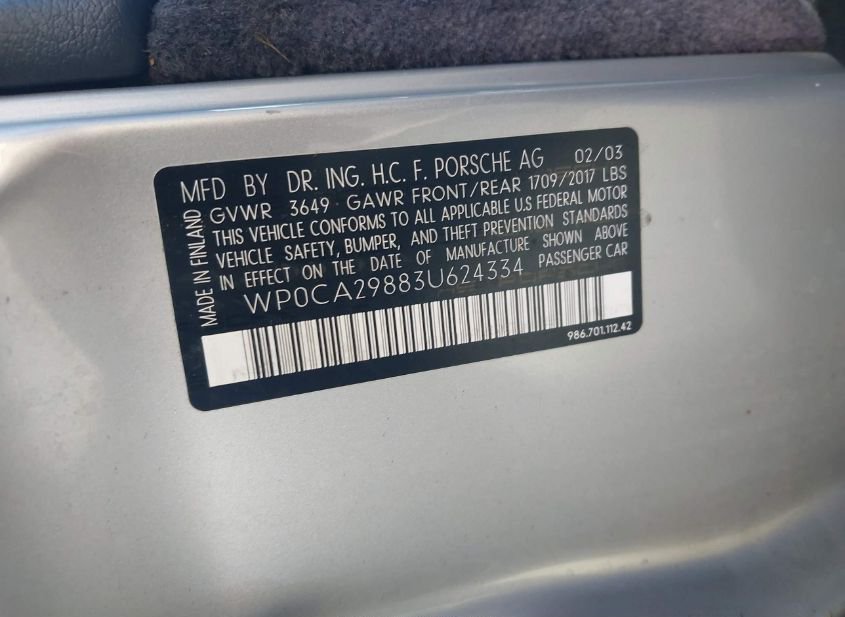 MFD BY DR. ING. H.C. F. PORSCHE AG 02/03
GVWR 3649 GAWR FRONT/REAR 1709/2017 LBS
THIS VEHICLE CONFORMS TO ALL APPLICABLE U.S FEDERAL MOTOR
VEHICLE SAFETY, BUMPER, AND THEFT PREVENTION STANDARDS
IN EFFECT ON THE DATE OF MANUFACTURE SHOWN ABOVE
WP0CA29883U624334 PASSENGER CAR
MADE IN FINLAND
986.701.112.42